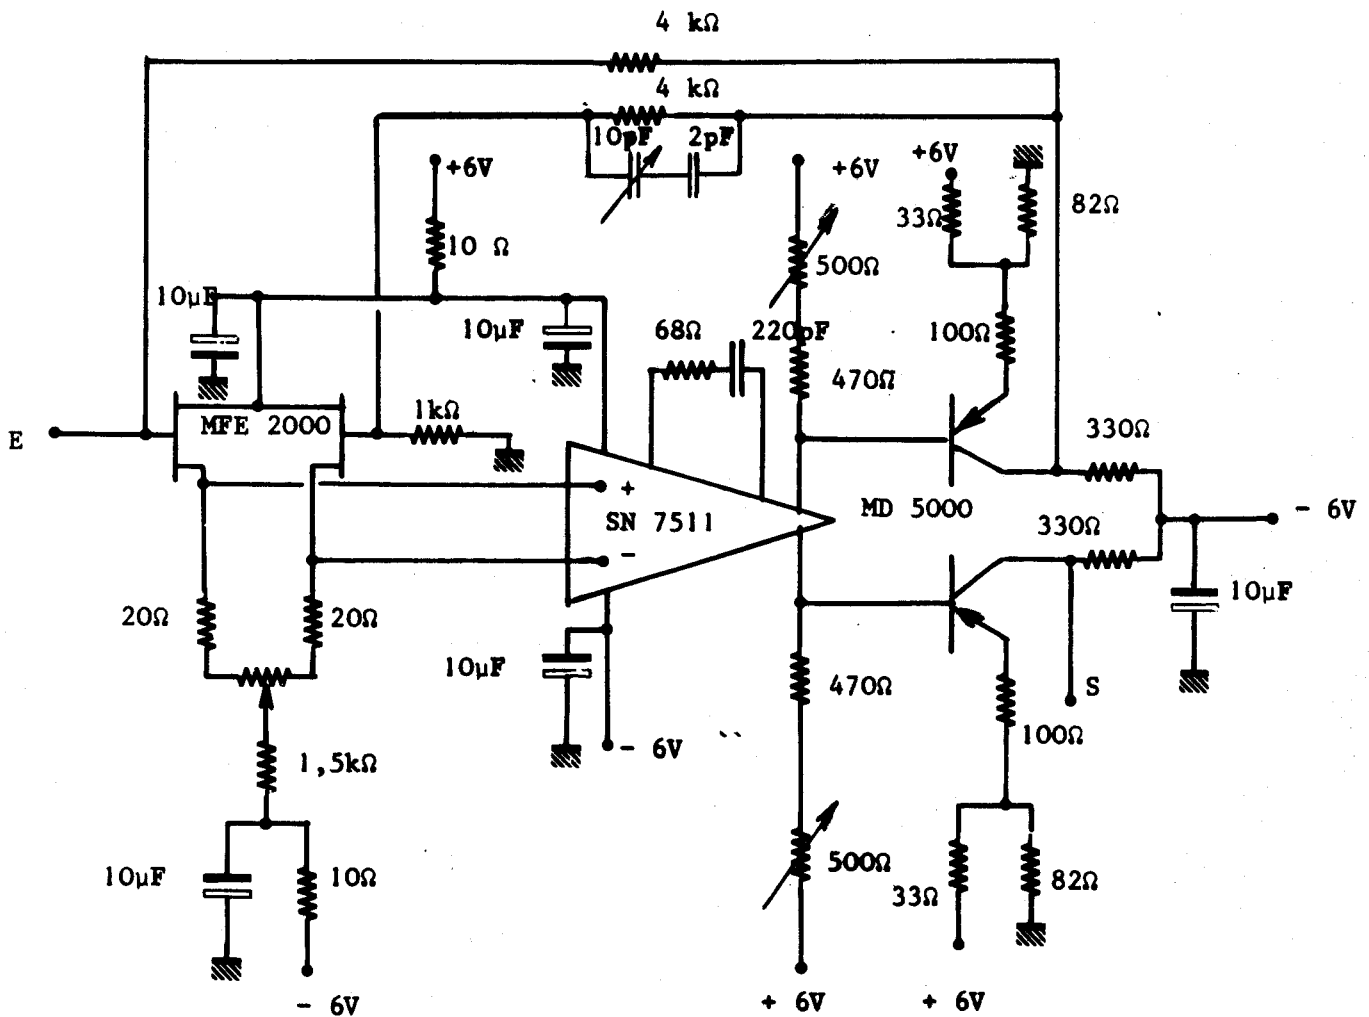 4 kΩ
4 kΩ
10pF 2pF
+6V
+6V
+6V
82Ω
33Ω
10 Ω
500Ω
10µF
10µF
68Ω
220pF
100Ω
470Ω
1kΩ
MFE 2000
E
330Ω
+
SN 7511
MD 5000
- 6V
330Ω
-
10µF
20Ω
20Ω
10µF
470Ω
S
100Ω
- 6V
1,5kΩ
10µF
10Ω
500Ω
33Ω
82Ω
- 6V
+ 6V
+ 6V